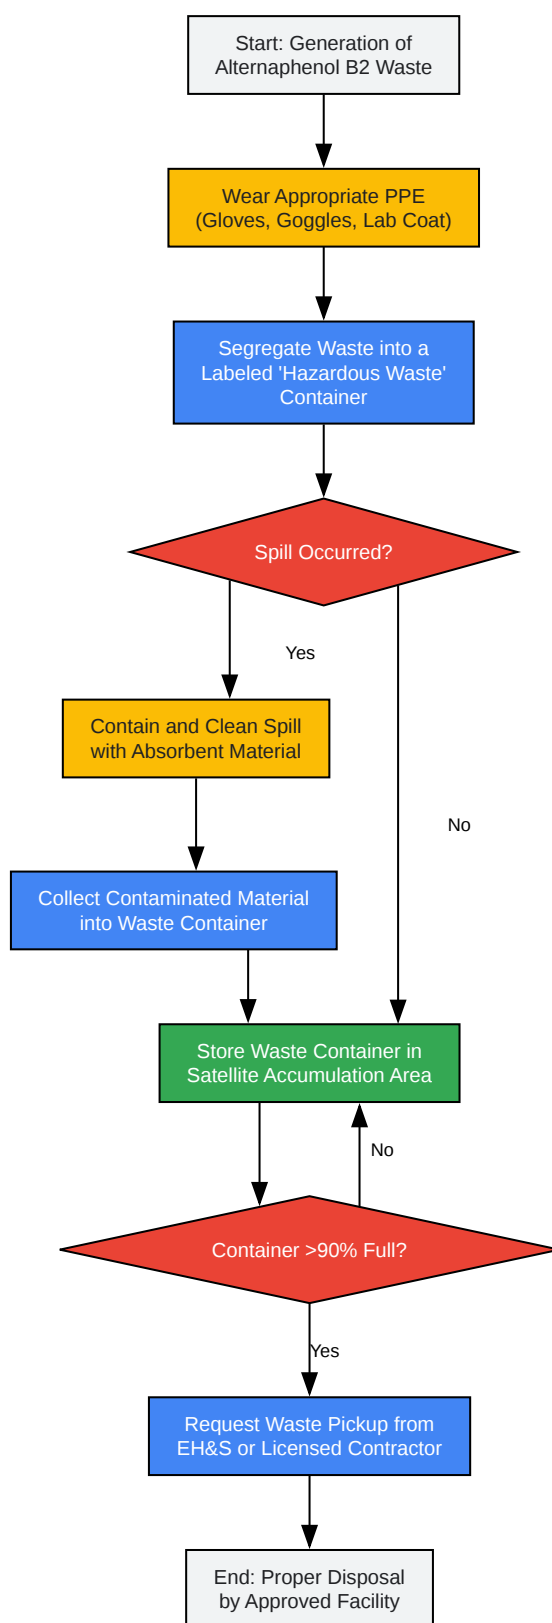 Start: Generation of
Alternaphenol B2 Waste
Wear Appropriate PPE
(Gloves, Goggles, Lab Coat)
Segregate Waste into a
Labeled 'Hazardous Waste'
Container
Spill Occurred?
Yes
Contain and Clean Spill
with Absorbent Material
No
Collect Contaminated Material
into Waste Container
Store Waste Container in
Satellite Accumulation Area
No
Container >90% Full?
Yes
Request Waste Pickup from
EH&S or Licensed Contractor
End: Proper Disposal
by Approved Facility